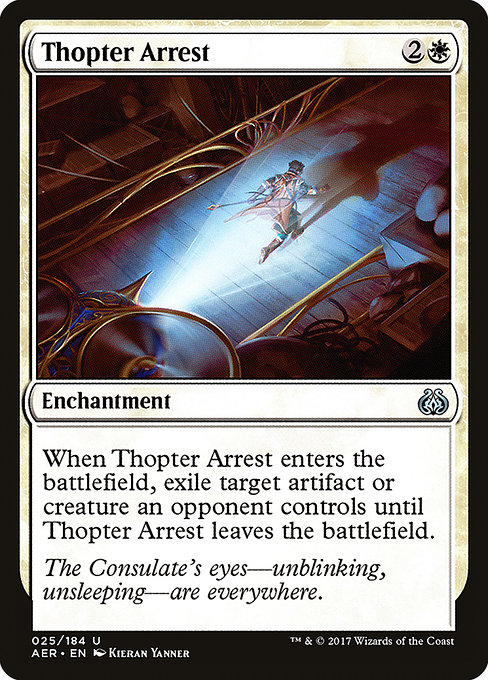 Thopter Arrest 2
Enchantment
When Thopter Arrest enters the
battlefield, exile target artifact or
creature an opponent controls until
Thopter Arrest leaves the battlefield.
The Consulate's eyes—unblinking,
unsleeping—are everywhere.
025/184 U
™ & © 2017 Wizards of the Coast
AER • EN Kieran Yanner